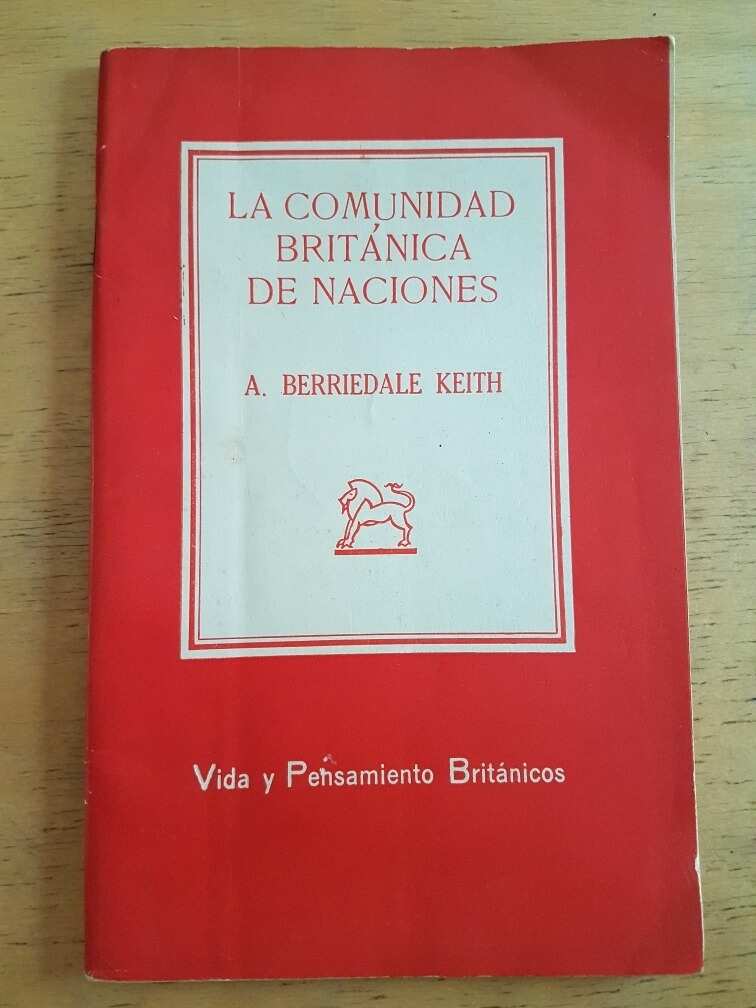 LA COMUNIDAD
BRITÁNICA
DE NACIONES
A. BERRIEDALE KEITH
Vida y Pensamiento Británicos